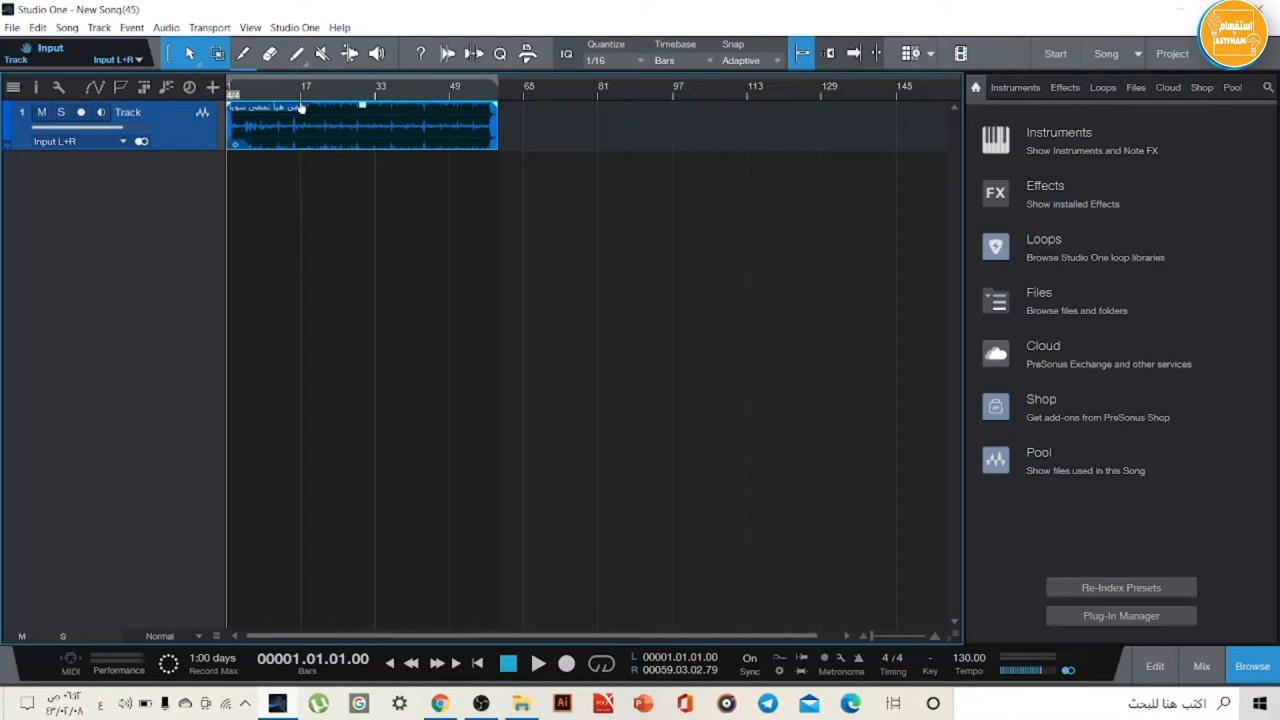 Studio One - New Song(45)
استفهام
ASTFHAM
File Edit Song Track Event Audio Transport View Studio One Help
Input
Track
Input L+R
IQ
Quantize
1/16
Timebase
Bars
Snap
Adaptive
Start
Song
Project
17
33
49
65
81
97
113
129
145
4/4
Instruments
Effects
Loops
Files
Cloud
Shop
Pool
1
M
S
Track
هيا نمضي سويا
Input L+R
Instruments
Show Instruments and Note FX
FX
Effects
Show installed Effects
Loops
Browse Studio One loop libraries
Files
Browse files and folders
Cloud
PreSonus Exchange and other services
Shop
Get add-ons from PreSonus Shop
Pool
Show files used in this Song
Re-Index Presets
Plug-In Manager
M
S
Normal
MIDI
Performance
1:00 days
Record Max
00001.01.01.00
Bars
L 00001.01.01.00
R 00059.03.02.79
On
Sync
Metronome
4 / 4
Timing
-
Key
130.00
Tempo
Edit
Mix
Browse
ع
اكتب هنا للبحث